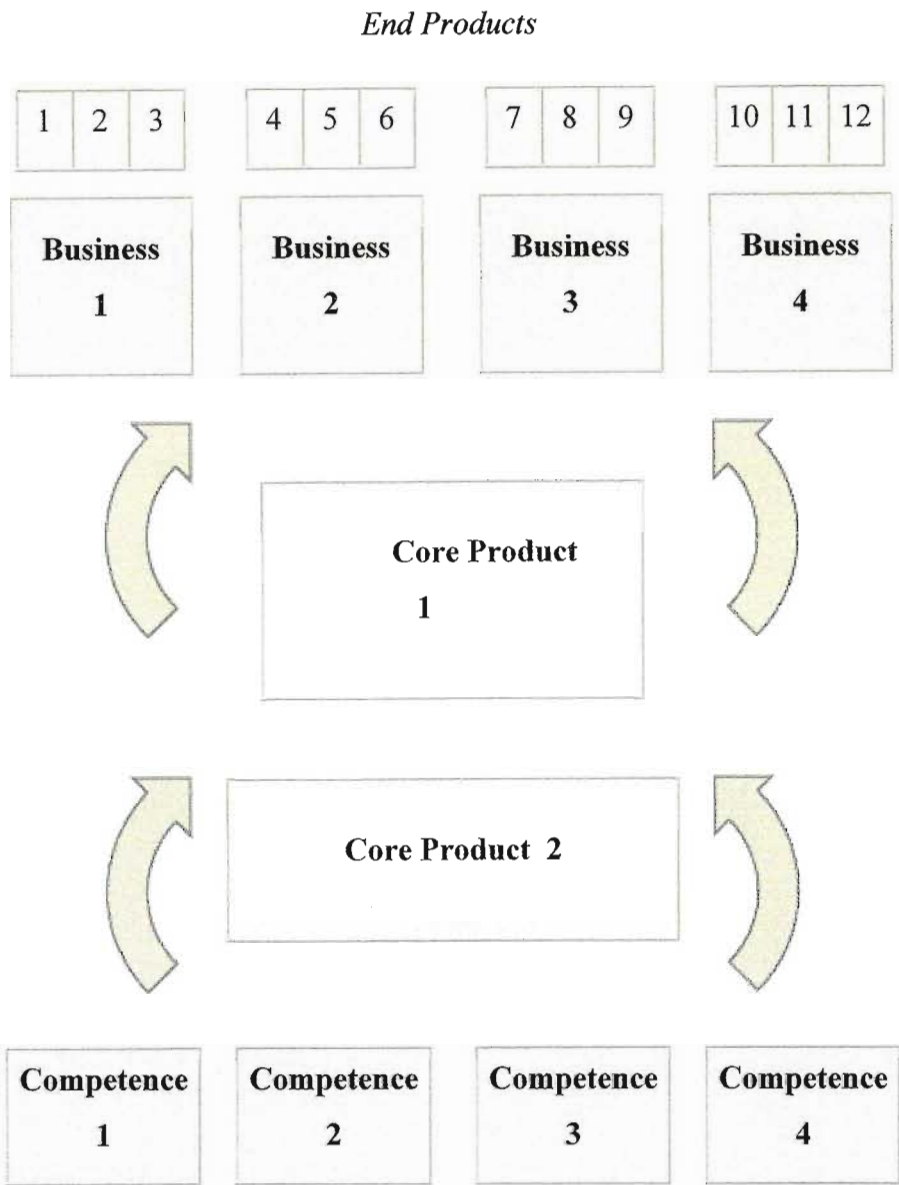 End Products
1 2 3 4 5 6 7 8 9 10 11 12
Business Business Business Business
1 2 3 4
Core Product
1
Core Product 2
Competence Competence Competence Competence
1 2 3 4